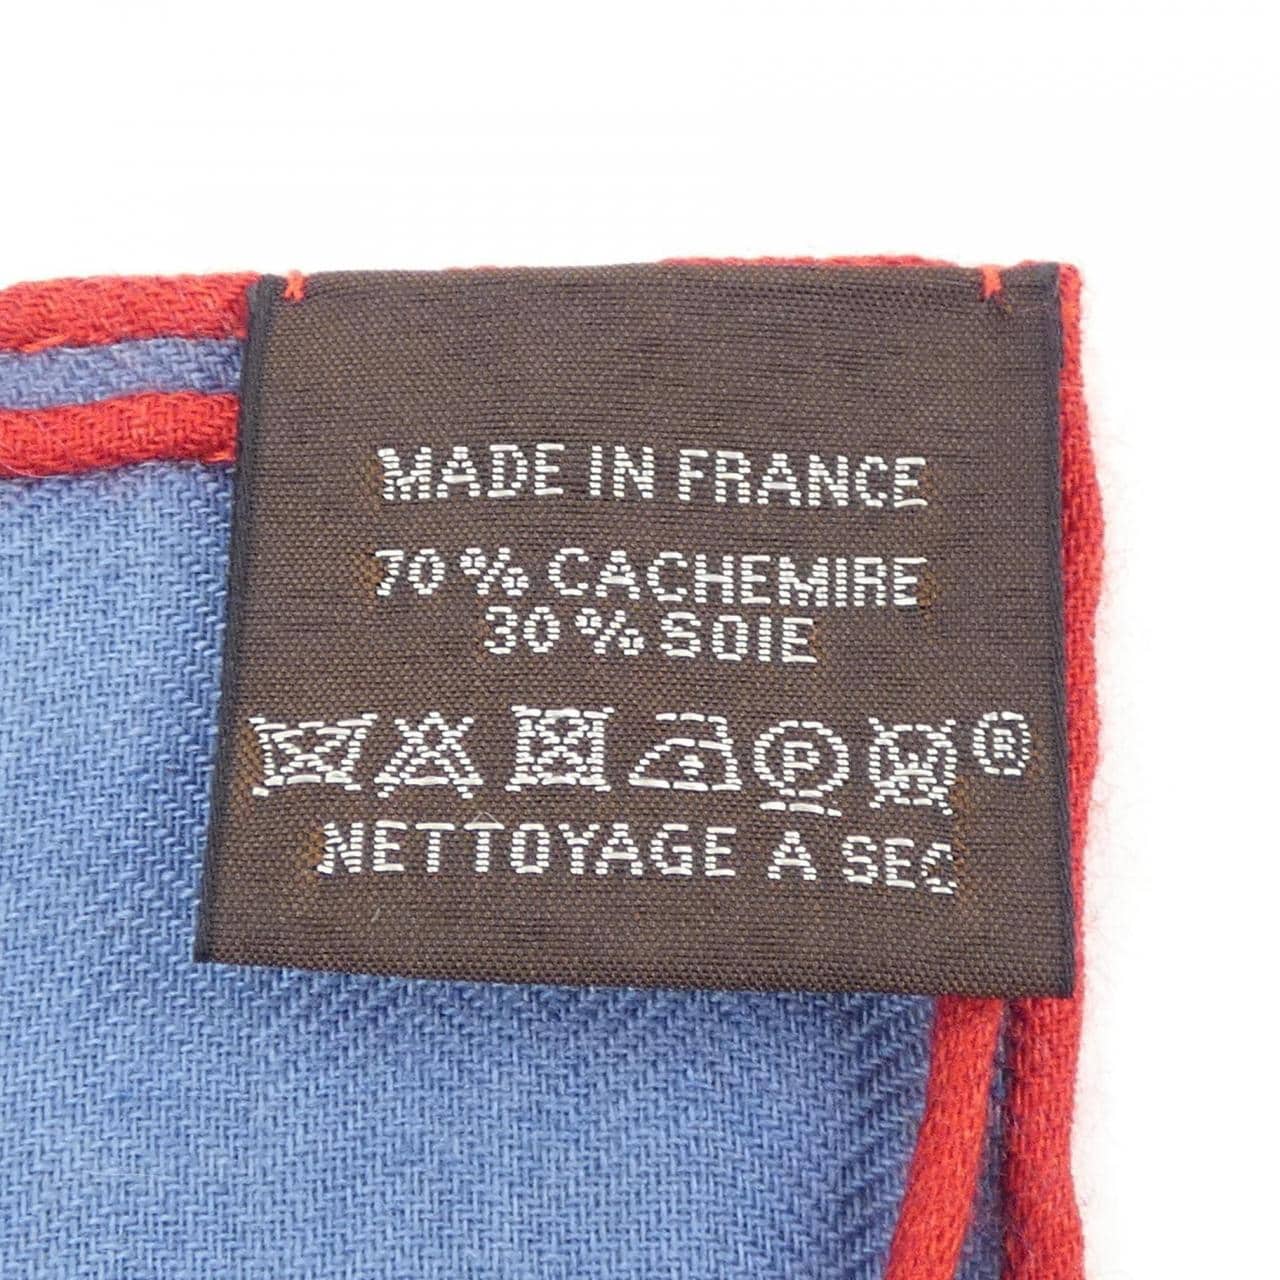 MADE IN FRANCE
70% CACHEMIRE
30% SOIE
P ®
NETTOYAGE A SEC